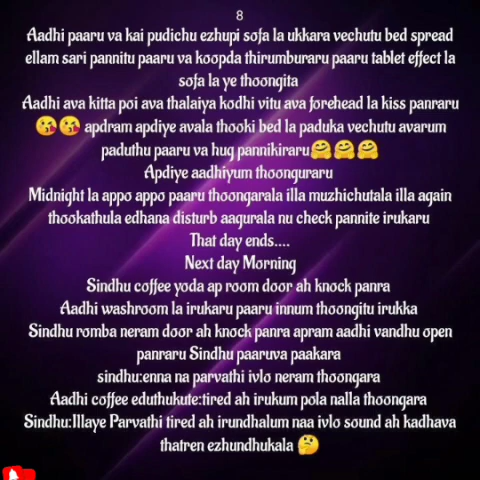 8
Aadhi paaru va kai pudichu ezhupi sofa la ukkara vechutu bed spread
ellam sari pannitu paaru va koopda thirumburaru paaru tablet effect la
sofa la ye thoongita
Aadhi ava kitta poi ava thalaiya kodhi vitu ava forehead la kiss panraru
😘😘 apdram apdiye avala thooki bed la paduka vechutu avarum
paduthu paaru va hug pannikiraru🤗🤗🤗
Apdiye aadhiyum thoonguraru
Midnight la appo appo paaru thoongarala illa muzhichutala illa again
thookathula edhana disturb aagurala nu check pannite irukaru
That day ends....
Next day Morning
Sindhu coffee yoda ap room door ah knock panra
Aadhi washroom la irukaru paaru innum thoongitu irukka
Sindhu romba neram door ah knock panra apram aadhi vandhu open
panraru Sindhu paaruva paakara
sindhu:enna na parvathi ivlo neram thoongara
Aadhi coffee eduthukute:tired ah irukum pola nalla thoongara
Sindhu:Illaye Parvathi tired ah irundhalum naa ivlo sound ah kadhava
thatren ezhundhukala 🤔